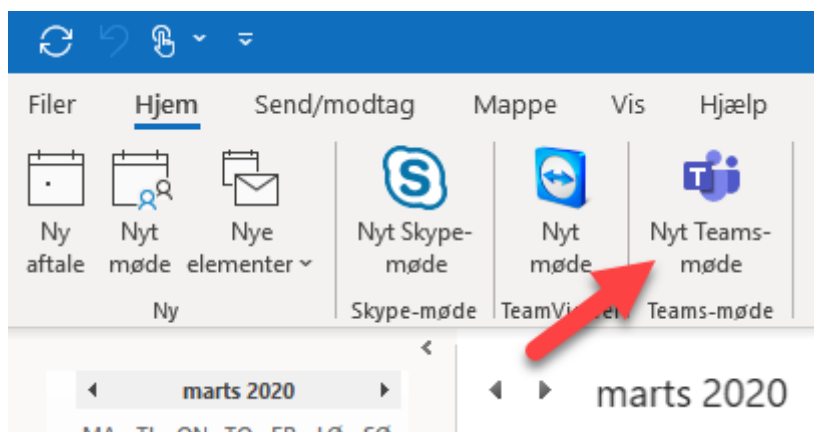 Filer Hjem Send/modtag Mappe Vis Hjælp
Ny Nyt Nye Nyt Skype- Nyt Nyt Teams-
aftale møde elementer møde møde møde
Ny Skype-møde Teams-møde
marts 2020 marts 2020